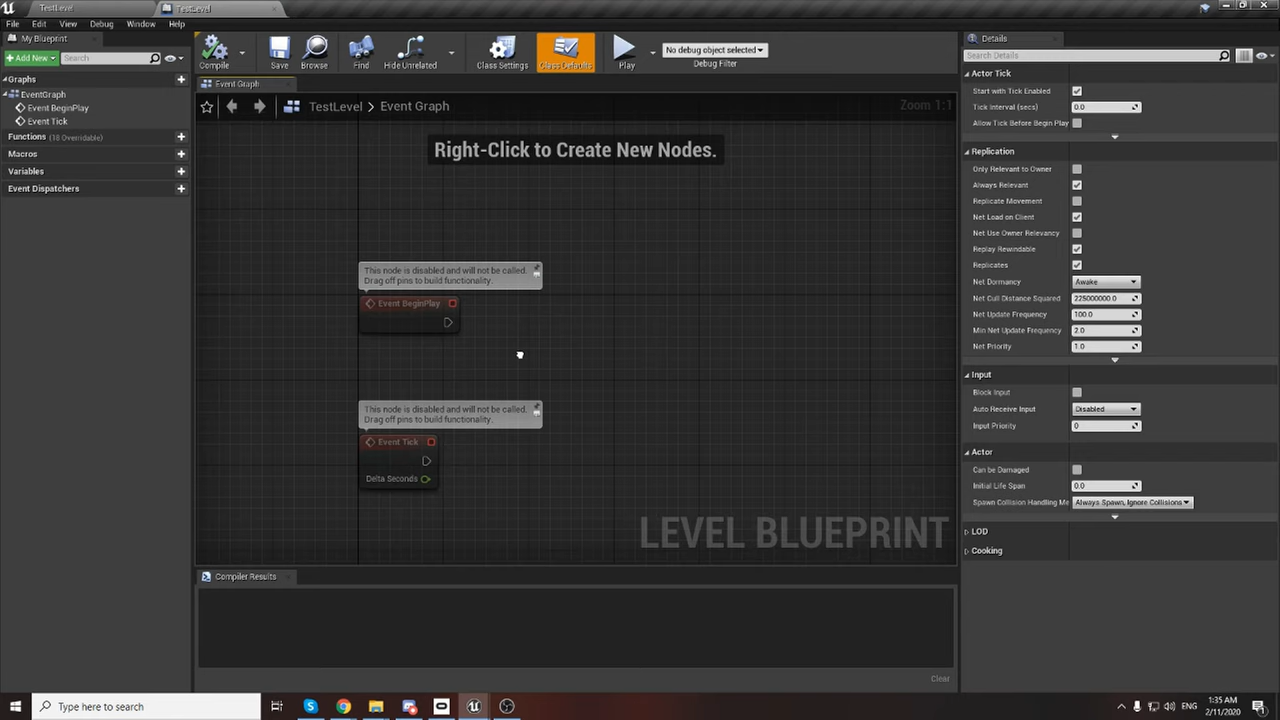 TestLevel
TestLevel
File Edit View Debug Window Help
My Blueprint
Add New
Search
Graphs
EventGraph
Event BeginPlay
Event Tick
Functions (18 Overridable)
Macros
Variables
Event Dispatchers
Compile
Save
Browse
Find
Hide Unrelated
Class Settings
Class Defaults
Play
No debug object selected
Debug Filter
Event Graph
TestLevel > Event Graph
Zoom 1:1
Right-Click to Create New Nodes.
This node is disabled and will not be called.
Drag off pins to build functionality.
Event BeginPlay
This node is disabled and will not be called.
Drag off pins to build functionality.
Event Tick
Delta Seconds
LEVEL BLUEPRINT
Compiler Results
Clear
Details
Search Details
Actor Tick
Start with Tick Enabled
Tick Interval (secs) 0.0
Allow Tick Before Begin Play
Replication
Only Relevant to Owner
Always Relevant
Replicate Movement
Net Load on Client
Net Use Owner Relevancy
Replay Rewindable
Replicates
Net Dormancy Awake
Net Cull Distance Squared 225000000.0
Net Update Frequency 100.0
Min Net Update Frequency 2.0
Net Priority 1.0
Input
Block Input
Auto Receive Input Disabled
Input Priority 0
Actor
Can be Damaged
Initial Life Span 0.0
Spawn Collision Handling Me Always Spawn, Ignore Collisions
LOD
Cooking
Type here to search
1:35 AM
2/11/2020